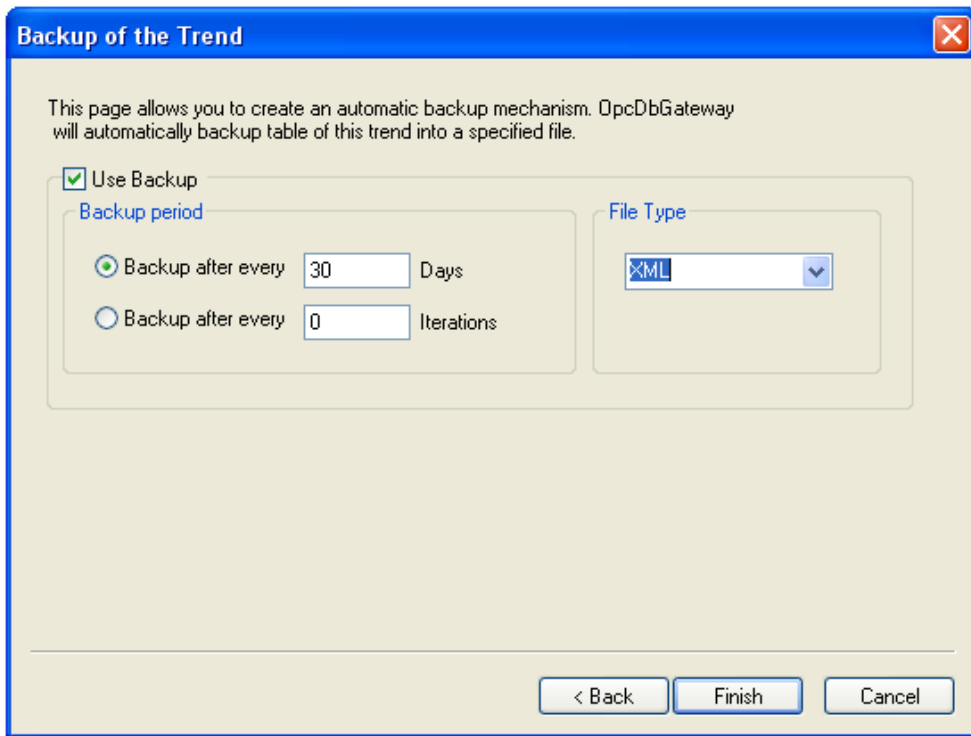 Backup of the Trend
This page allows you to create an automatic backup mechanism. OpcDbGateway
will automatically backup table of this trend into a specified file.
Use Backup
Backup period
File Type
Backup after every 30 Days
XML
Backup after every 0 Iterations
< Back Finish Cancel